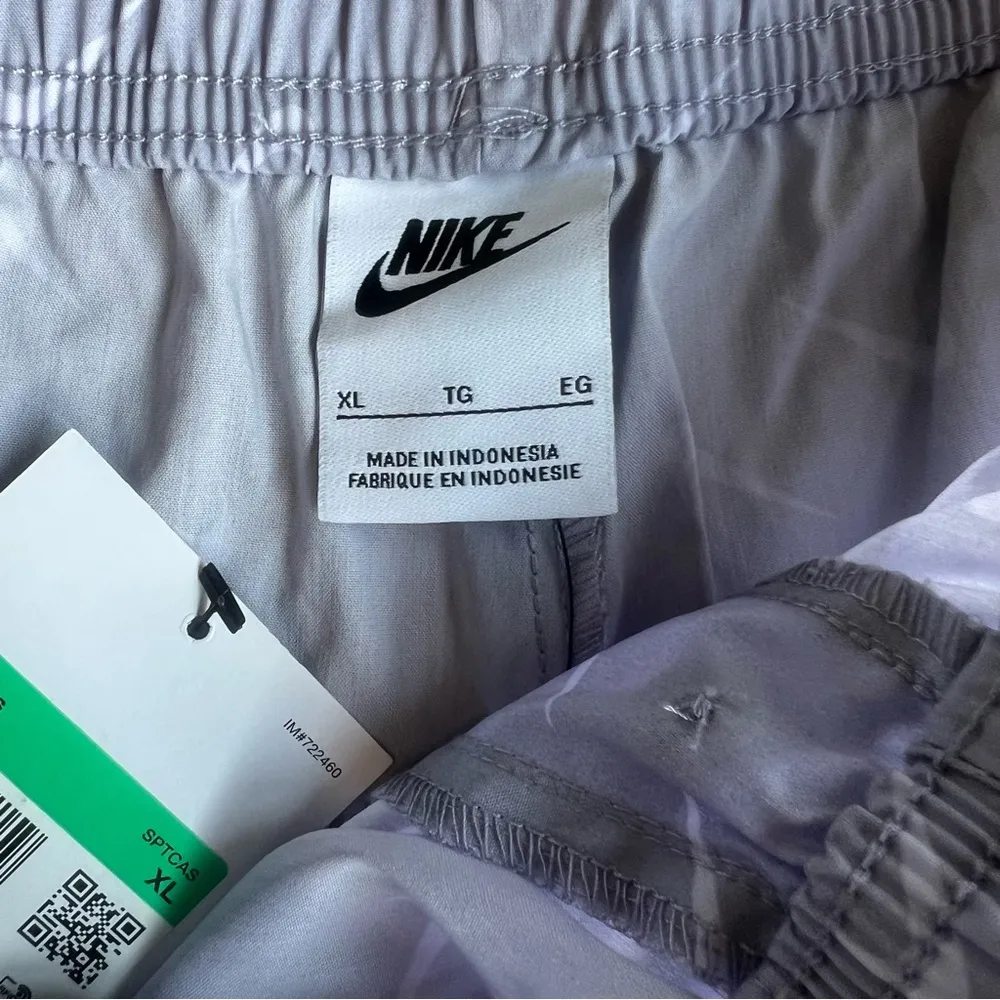 NIKE
XL TG EG
MADE IN INDONESIA
FABRIQUE EN INDONESIE
IM#722460
SPTCAS
XL